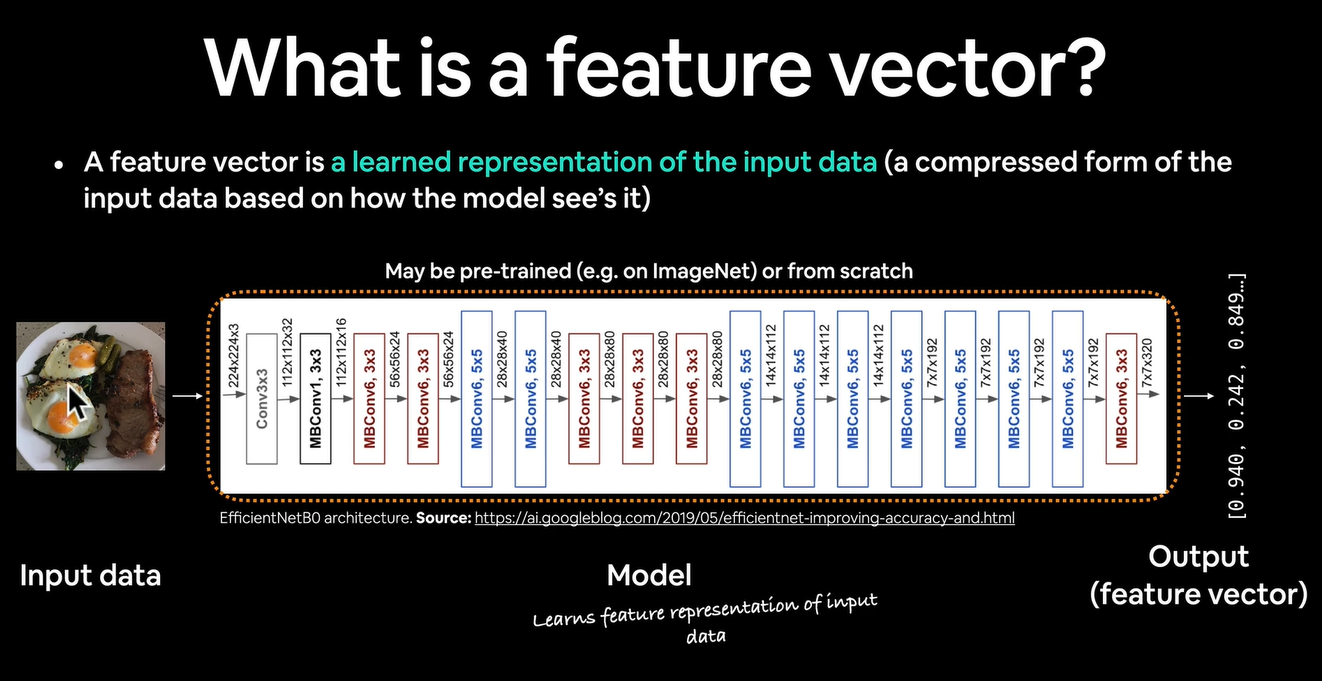 What is a feature vector?
• A feature vector is a learned representation of the input data (a compressed form of the
input data based on how the model see's it)
May be pre-trained (e.g. on ImageNet) or from scratch
224x224x3
Conv3x3
112x112x32
MBConv1, 3x3
112x112x16
MBConv6, 3x3
56x56x24
MBConv6, 3x3
56x56x24
MBConv6, 5x5
28x28x40
MBConv6, 5x5
28x28x40
MBConv6, 3x3
28x28x80
MBConv6, 3x3
28x28x80
MBConv6, 3x3
28x28x80
MBConv6, 5x5
14x14x112
MBConv6, 5x5
14x14x112
MBConv6, 5x5
14x14x112
MBConv6, 5x5
7x7x192
MBConv6, 5x5
7x7x192
MBConv6, 5x5
7x7x192
MBConv6, 5x5
7x7x192
MBConv6, 3x3
7x7x320
[0.940, 0.242, 0.849…]
EfficientNetB0 architecture. Source: https://ai.googleblog.com/2019/05/efficientnet-improving-accuracy-and.html
Input data
Model
Output
(feature vector)
Learns feature representation of input
data